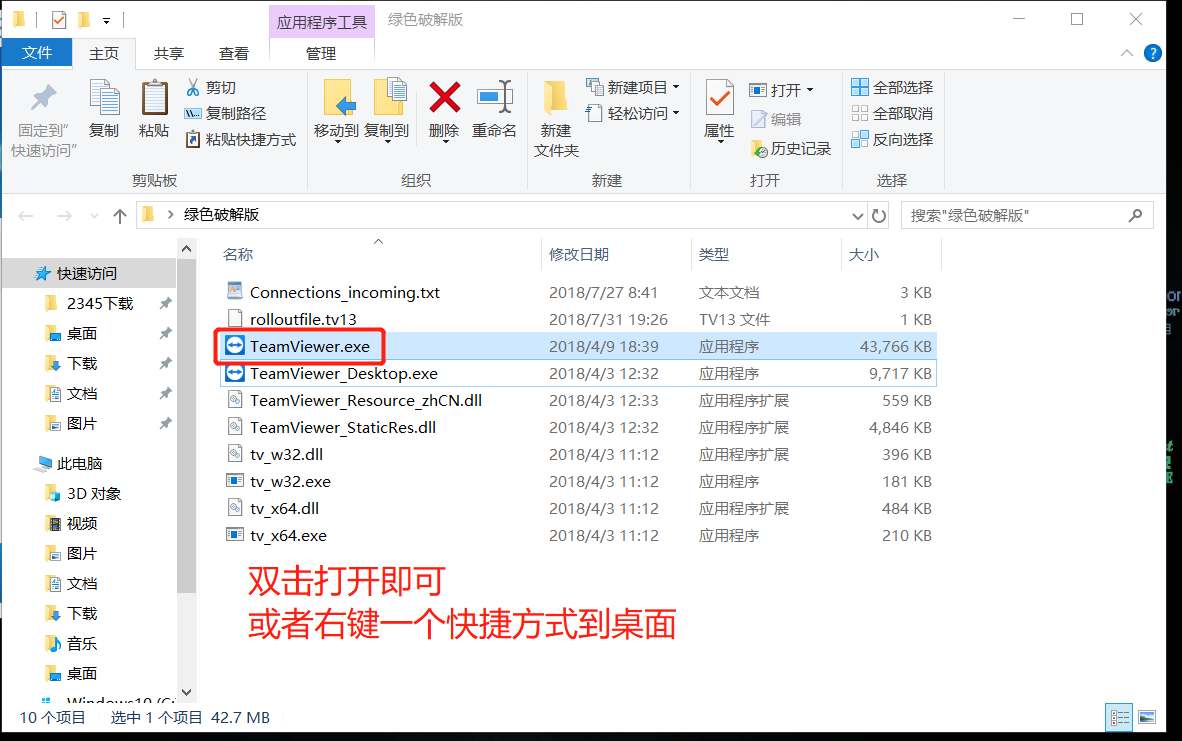 应用程序工具 绿色破解版
文件 主页 共享 查看 管理
固定到"快速访问"
复制
粘贴
剪切
复制路径
粘贴快捷方式
剪贴板
移动到 复制到 删除 重命名
组织
新建文件夹
新建项目
轻松访问
新建
属性
打开
编辑
历史记录
打开
全部选择
全部取消
反向选择
选择
绿色破解版
搜索"绿色破解版"
快速访问
2345下载
桌面
下载
文档
图片
此电脑
3D 对象
视频
图片
文档
下载
音乐
桌面
名称 修改日期 类型 大小
Connections_incoming.txt 2018/7/27 8:41 文本文档 3 KB
rolloutfile.tv13 2018/7/31 19:26 TV13 文件 1 KB
TeamViewer.exe 2018/4/9 18:39 应用程序 43,766 KB
TeamViewer_Desktop.exe 2018/4/3 12:32 应用程序 9,717 KB
TeamViewer_Resource_zhCN.dll 2018/4/3 12:33 应用程序扩展 559 KB
TeamViewer_StaticRes.dll 2018/4/3 12:32 应用程序扩展 4,846 KB
tv_w32.dll 2018/4/3 11:12 应用程序扩展 396 KB
tv_w32.exe 2018/4/3 11:12 应用程序 181 KB
tv_x64.dll 2018/4/3 11:12 应用程序扩展 484 KB
tv_x64.exe 2018/4/3 11:12 应用程序 210 KB
双击打开即可
或者右键一个快捷方式到桌面
10 个项目 选中 1 个项目 42.7 MB